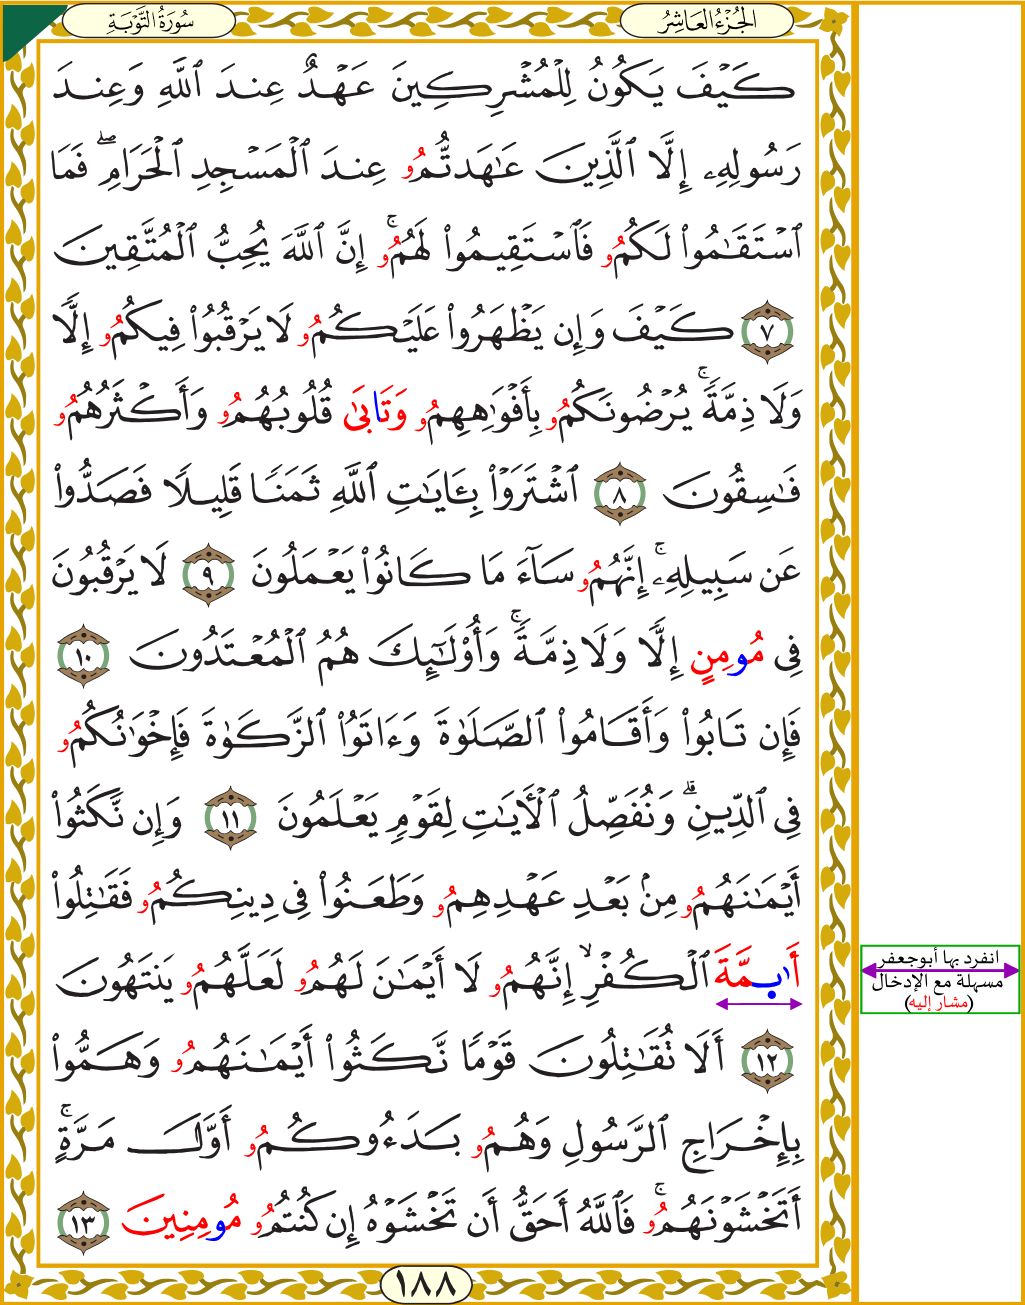 الجُزْءُ العَاشِرُ
سُورَةُ التَّوْبَةِ
كَيْفَ يَكُونُ لِلْمُشْرِكِينَ عَهْدٌ عِندَ ٱللَّهِ وَعِندَ
رَسُولِهِۦ إِلَّا ٱلَّذِينَ عَٰهَدتُّمُۥ عِندَ ٱلْمَسْجِدِ ٱلْحَرَامِۖ فَمَا
ٱسْتَقَٰمُوا۟ لَكُمُۥ فَٱسْتَقِيمُوا۟ لَهُمُۥۚ إِنَّ ٱللَّهَ يُحِبُّ ٱلْمُتَّقِينَ
٧ كَيْفَ وَإِن يَظْهَرُوا۟ عَلَيْكُمُۥ لَا يَرْقُبُوا۟ فِيكُمُۥ إِلًّا
وَلَا ذِمَّةًۚ يُرْضُونَكُمُۥ بِأَفْوَٰهِهِمُۥ وَتَابَىٰ قُلُوبُهُمُۥ وَأَكْثَرُهُمُۥ
فَٰسِقُونَ ٨ ٱشْتَرَوْا۟ بِـَٔايَٰتِ ٱللَّهِ ثَمَنًا قَلِيلًا فَصَدُّوا۟
عَن سَبِيلِهِۦۚ إِنَّهُمُۥ سَآءَ مَا كَانُوا۟ يَعْمَلُونَ ٩ لَا يَرْقُبُونَ
فِى مُومِنٍ إِلًّا وَلَا ذِمَّةًۚ وَأُو۟لَٰٓئِكَ هُمُ ٱلْمُعْتَدُونَ ١٠
فَإِن تَابُوا۟ وَأَقَامُوا۟ ٱلصَّلَوٰةَ وَءَاتَوُا۟ ٱلزَّكَوٰةَ فَإِخْوَٰنُكُمُۥ
فِى ٱلدِّينِۗ وَنُفَصِّلُ ٱلْأَيَٰتِ لِقَوْمٍ يَعْلَمُونَ ١١ وَإِن نَّكَثُوا۟
أَيْمَٰنَهُمُۥ مِنۢ بَعْدِ عَهْدِهِمُۥ وَطَعَنُوا۟ فِى دِينِكُمُۥ فَقَٰتِلُوا۟
أَٰيِمَّةَ ٱلْكُفْرِۙ إِنَّهُمُۥ لَا أَيْمَٰنَ لَهُمُۥ لَعَلَّهُمُۥ يَنتَهُونَ
١٢ أَلَا تُقَٰتِلُونَ قَوْمًا نَّكَثُوا۟ أَيْمَٰنَهُمُۥ وَهَمُّوا۟
بِإِخْرَاجِ ٱلرَّسُولِ وَهُمُۥ بَدَءُوكُمُۥ أَوَّلَ مَرَّةٍۚ
أَتَخْشَوْنَهُمُۥۚ فَٱللَّهُ أَحَقُّ أَن تَخْشَوْهُ إِن كُنتُمُۥ مُومِنِينَ ١٣
١٨٨
انفرد بها أبوجعفر
مسهلة مع الإدخال
(مشار إليه)